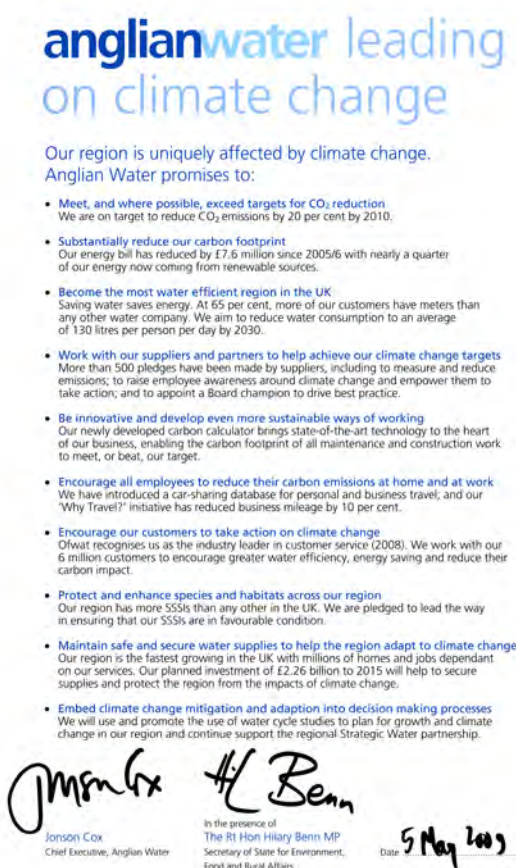 anglianwater leading
on climate change
Our region is uniquely affected by climate change.
Anglian Water promises to:
• Meet, and where possible, exceed targets for CO₂ reduction
We are on target to reduce CO₂ emissions by 20 per cent by 2010.
• Substantially reduce our carbon footprint
Our energy bill has reduced by £7.6 million since 2005/6 with nearly a quarter
of our energy now coming from renewable sources.
• Become the most water efficient region in the UK
Saving water saves energy. At 65 per cent, more of our customers have meters than
any other water company. We aim to reduce water consumption to an average
of 130 litres per person per day by 2030.
• Work with our suppliers and partners to help achieve our climate change targets
More than 500 pledges have been made by suppliers, including to measure and reduce
emissions; to raise employee awareness around climate change and empower them to
take action; and to appoint a Board champion to drive best practice.
• Be innovative and develop even more sustainable ways of working
Our newly developed carbon calculator brings state-of-the-art technology to the heart
of our business, enabling the carbon footprint of all maintenance and construction work
to meet, or beat, our target.
• Encourage all employees to reduce their carbon emissions at home and at work
We have introduced a car-sharing database for personal and business travel; and our
'Why Travel?' initiative has reduced business mileage by 10 per cent.
• Encourage our customers to take action on climate change
Ofwat recognises us as the industry leader in customer service (2008). We work with our
6 million customers to encourage greater water efficiency, energy saving and reduce their
carbon impact.
• Protect and enhance species and habitats across our region
Our region has more SSSIs than any other in the UK. We are pledged to lead the way
in ensuring that our SSSIs are in favourable condition.
• Maintain safe and secure water supplies to help the region adapt to climate change
Our region is the fastest growing in the UK with millions of homes and jobs dependant
on our services. Our planned investment of £2.26 billion to 2015 will help to secure
supplies and protect the region from the impacts of climate change.
• Embed climate change mitigation and adaption into decision making processes
We will use and promote the use of water cycle studies to plan for growth and climate
change in our region and continue support the regional Strategic Water partnership.
Jonson Cox
Hil Benn
Jonson Cox
Chief Executive, Anglian Water
In the presence of
The Rt Hon Hilary Benn MP
Secretary of State for Environment,
Food and Rural Affairs
Date 5 May 2009